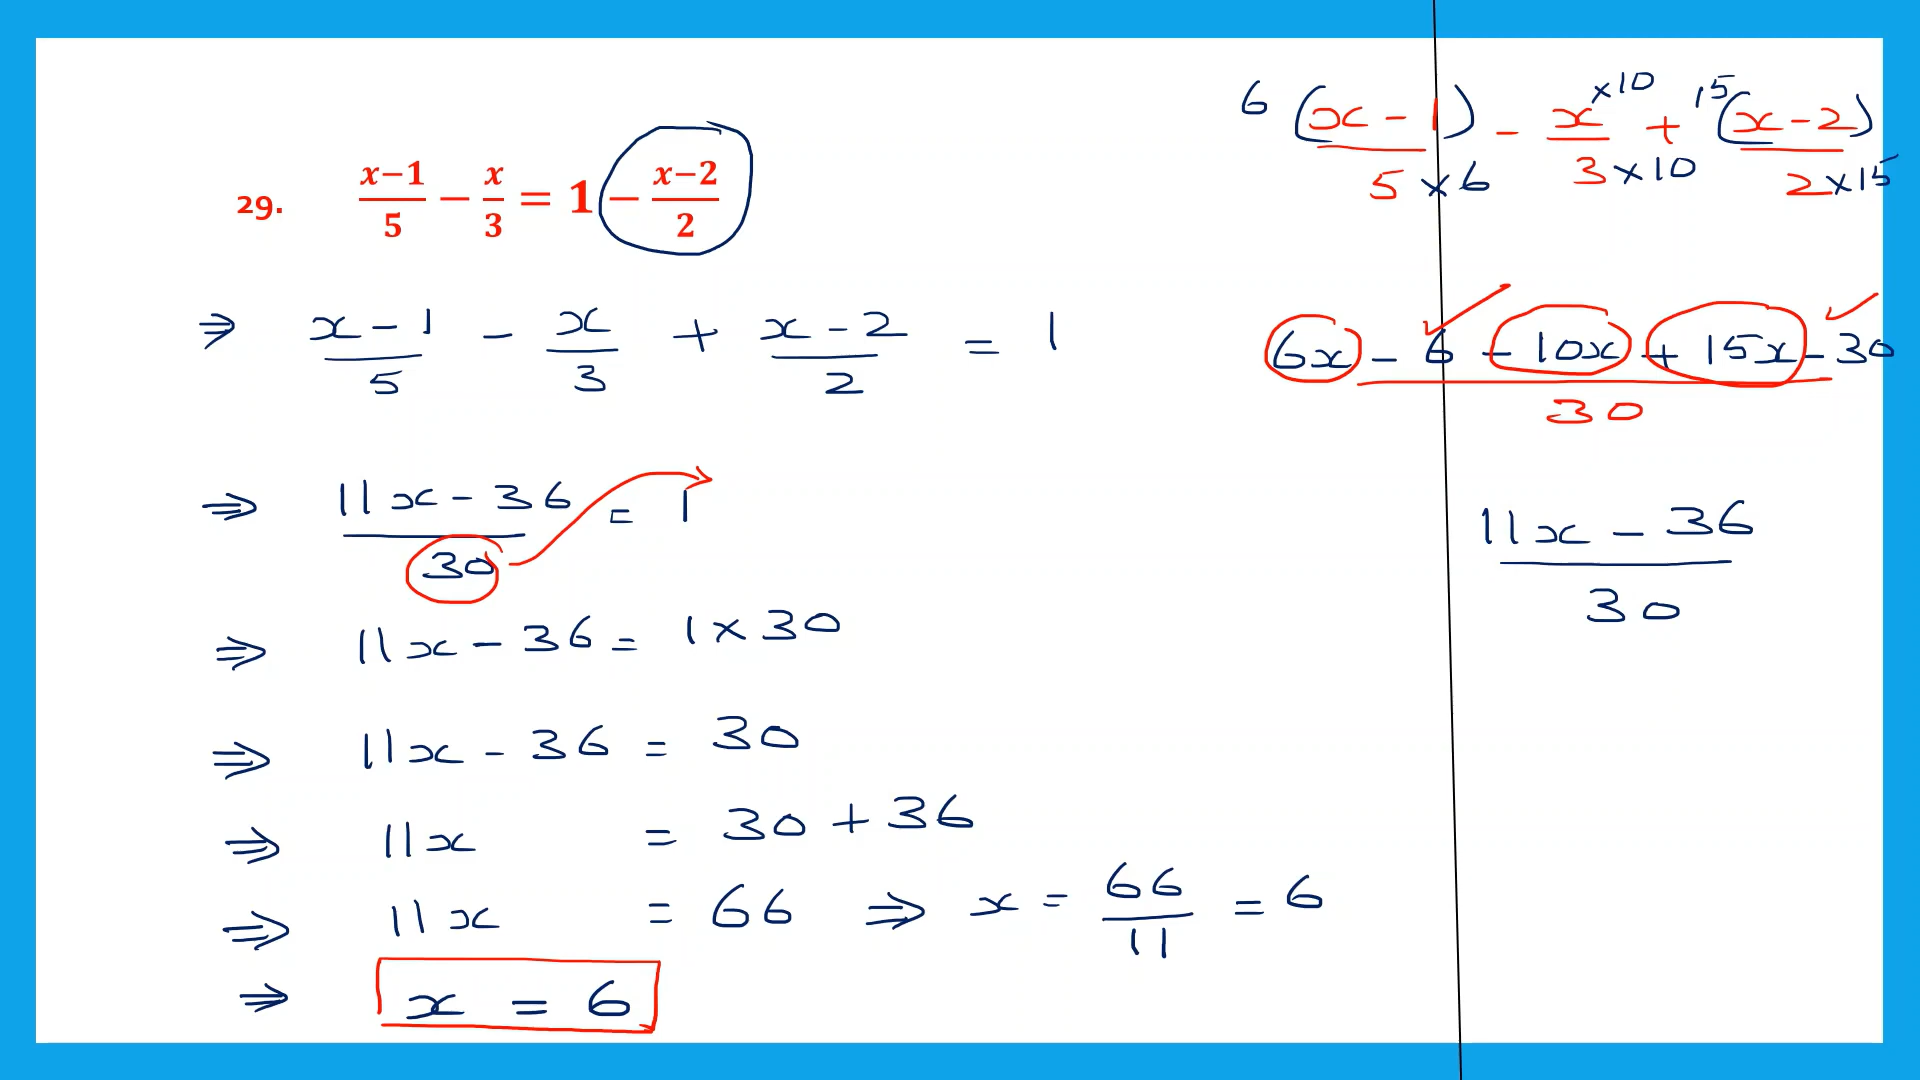 29. (x−1)/5 − x/3 = 1 − (x−2)/2
⇒ (x − 1)/5 − x/3 + (x − 2)/2 = 1
⇒ (11x − 36)/30 = 1
⇒ 11x − 36 = 1 × 30
⇒ 11x − 36 = 30
⇒ 11x = 30 + 36
⇒ 11x = 66 ⇒ x = 66/11 = 6
⇒ x = 6
6(x − 1)/(5 × 6) − (x × 10)/(3 × 10) + 15(x − 2)/(2 × 15)
(6x − 6 − 10x + 15x − 30)/30
(11x − 36)/30